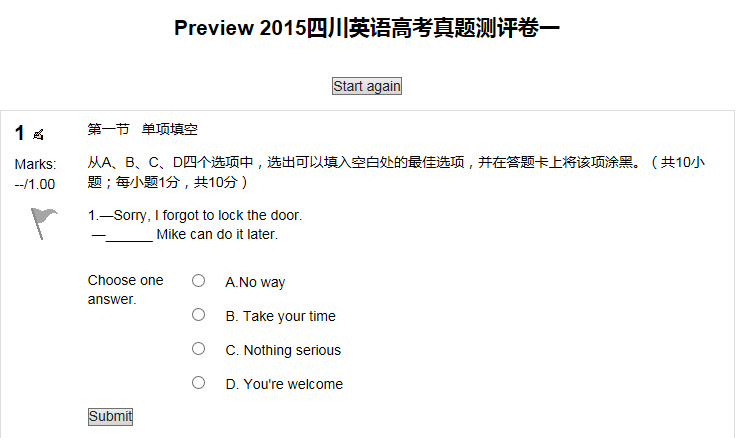 Preview 2015四川英语高考真题测评卷一
Start again
1
Marks:
--/1.00
第一节 单项填空
从A、B、C、D四个选项中，选出可以填入空白处的最佳选项，并在答题卡上将该项涂黑。（共10小
题；每小题1分，共10分）
1.—Sorry, I forgot to lock the door.
—______ Mike can do it later.
Choose one
answer.
A.No way
B. Take your time
C. Nothing serious
D. You're welcome
Submit